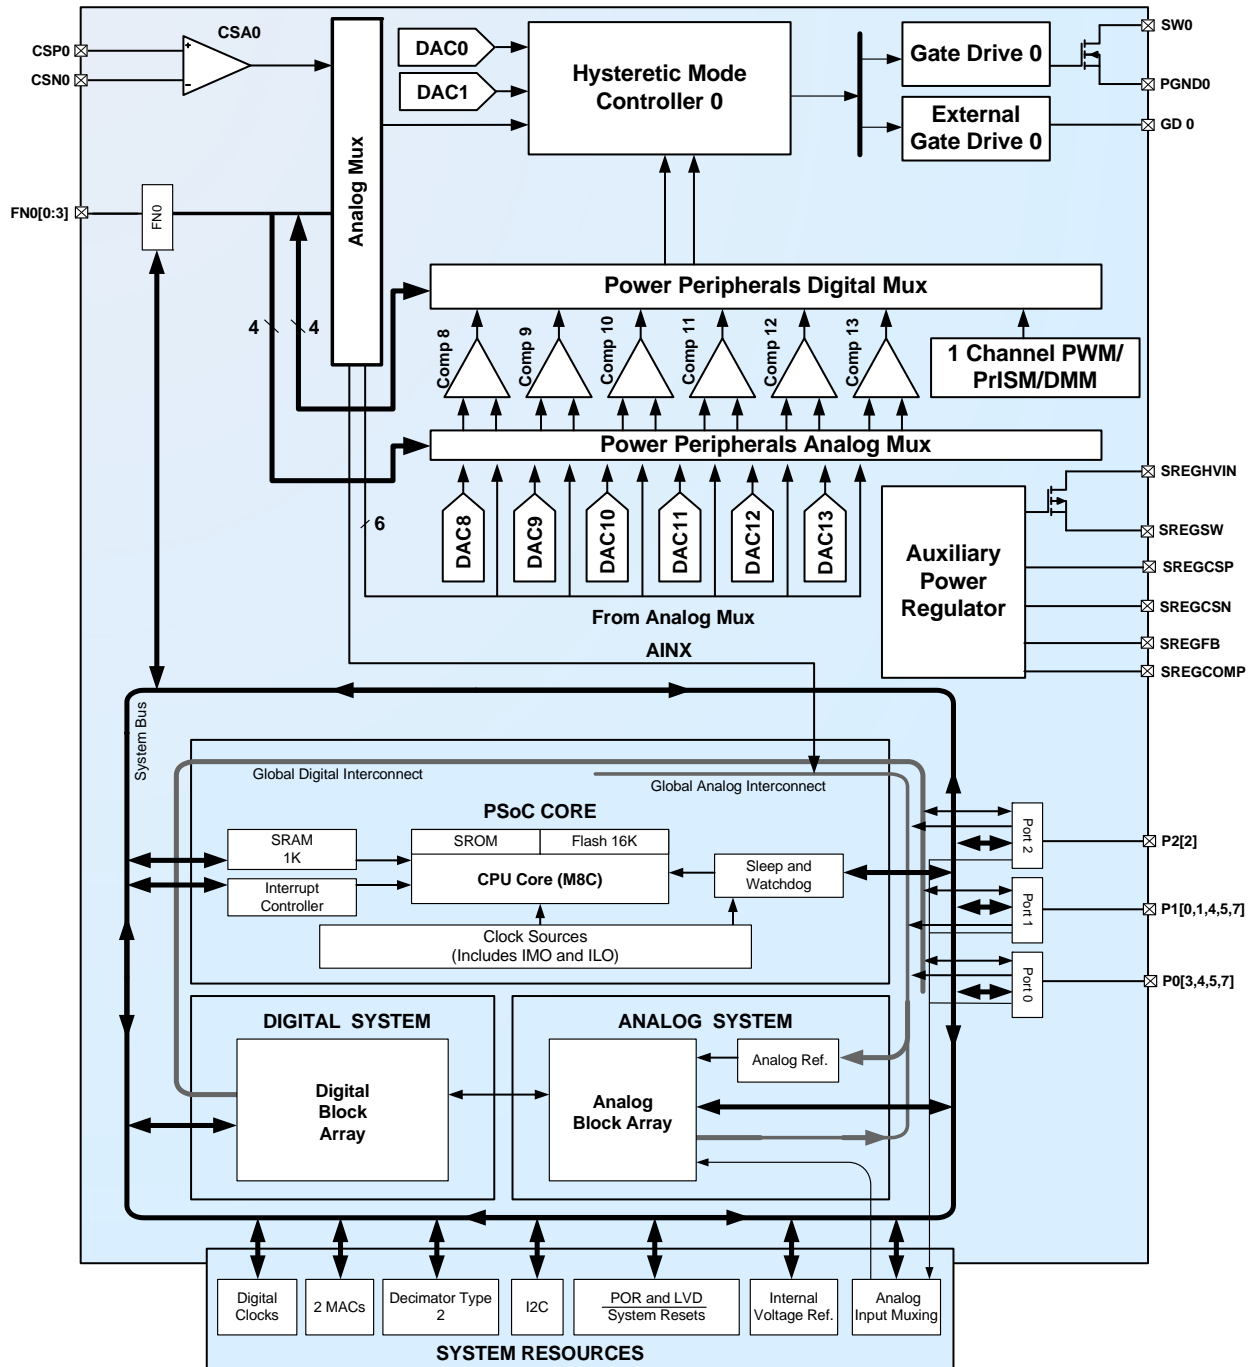 CSA0
CSP0
CSN0
+
−
Analog Mux
DAC0
DAC1
Hysteretic Mode
Controller 0
Gate Drive 0
External
Gate Drive 0
SW0
PGND0
GD 0
FN0[0:3]
FN0
4
4
Power Peripherals Digital Mux
Comp 8
Comp 9
Comp 10
Comp 11
Comp 12
Comp 13
1 Channel PWM/
PrISM/DMM
Power Peripherals Analog Mux
6
DAC8
DAC9
DAC10
DAC11
DAC12
DAC13
From Analog Mux
AINX
Auxiliary
Power
Regulator
SREGHVIN
SREGSW
SREGCSP
SREGCSN
SREGFB
SREGCOMP
System Bus
Global Digital Interconnect
Global Analog Interconnect
PSoC CORE
SRAM
1K
SROM
Flash 16K
Interrupt
Controller
CPU Core (M8C)
Sleep and
Watchdog
Clock Sources
(Includes IMO and ILO)
Port 2
P2[2]
Port 1
P1[0,1,4,5,7]
Port 0
P0[3,4,5,7]
DIGITAL SYSTEM
Digital
Block
Array
ANALOG SYSTEM
Analog
Block Array
Analog Ref.
Digital
Clocks
2 MACs
Decimator Type
2
I2C
POR and LVD
System Resets
Internal
Voltage Ref.
Analog
Input Muxing
SYSTEM RESOURCES